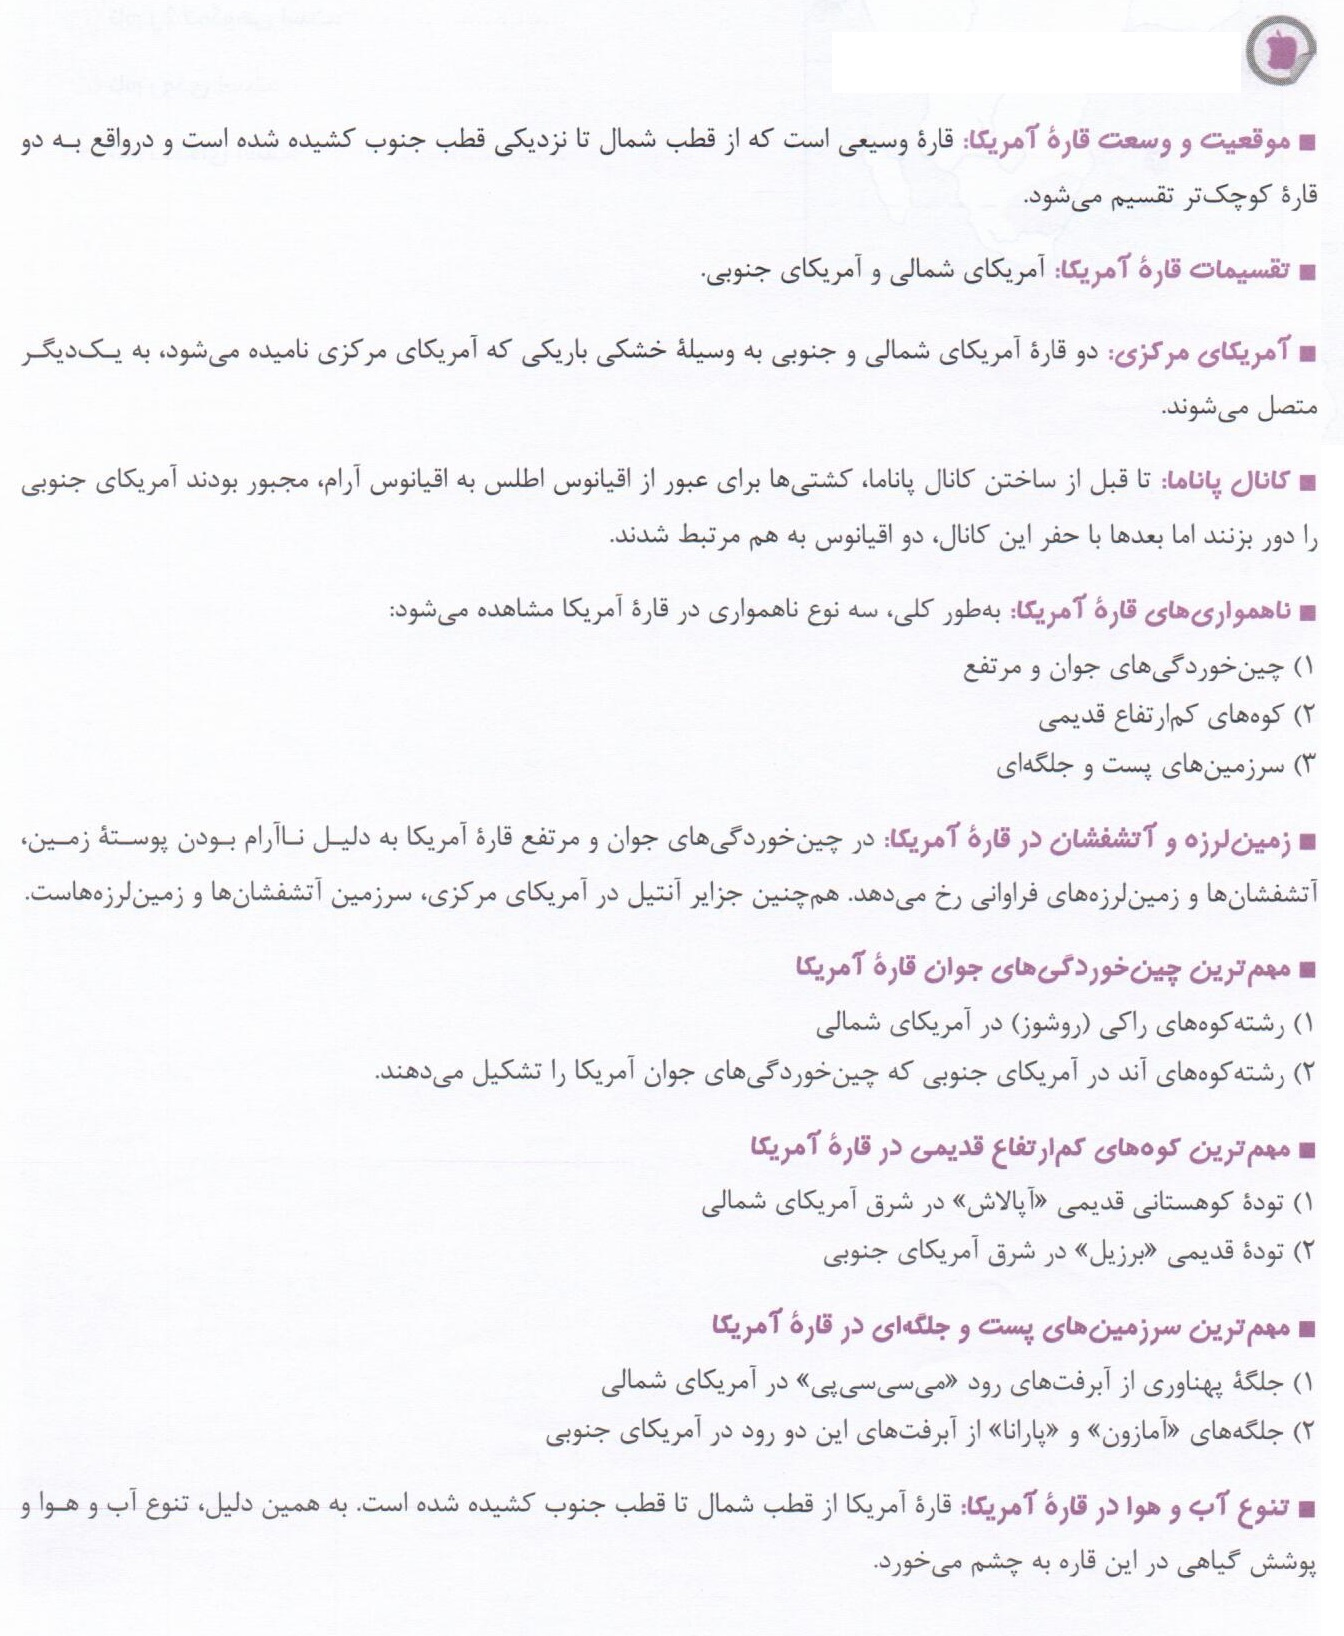 ■ موقعیت و وسعت قارهٔ آمریکا: قارهٔ وسیعی است که از قطب شمال تا نزدیکی قطب جنوب کشیده شده است و درواقع به دو
قارهٔ کوچک‌تر تقسیم می‌شود.
■ تقسیمات قارهٔ آمریکا: آمریکای شمالی و آمریکای جنوبی.
■ آمریکای مرکزی: دو قارهٔ آمریکای شمالی و جنوبی به وسیلهٔ خشکی باریکی که آمریکای مرکزی نامیده می‌شود، به یک‌دیگر
متصل می‌شوند.
■ کانال پاناما: تا قبل از ساختن کانال پاناما، کشتی‌ها برای عبور از اقیانوس اطلس به اقیانوس آرام، مجبور بودند آمریکای جنوبی
را دور بزنند اما بعدها با حفر این کانال، دو اقیانوس به هم مرتبط شدند.
■ ناهمواری‌های قارهٔ آمریکا: به‌طور کلی، سه نوع ناهمواری در قارهٔ آمریکا مشاهده می‌شود:
۱) چین‌خوردگی‌های جوان و مرتفع
۲) کوه‌های کم‌ارتفاع قدیمی
۳) سرزمین‌های پست و جلگه‌ای
■ زمین‌لرزه و آتشفشان در قارهٔ آمریکا: در چین‌خوردگی‌های جوان و مرتفع قارهٔ آمریکا به دلیل ناآرام بودن پوستهٔ زمین،
آتشفشان‌ها و زمین‌لرزه‌های فراوانی رخ می‌دهد. هم‌چنین جزایر آنتیل در آمریکای مرکزی، سرزمین آتشفشان‌ها و زمین‌لرزه‌هاست.
■ مهم‌ترین چین‌خوردگی‌های جوان قارهٔ آمریکا
۱) رشته‌کوه‌های راکی (روشوز) در آمریکای شمالی
۲) رشته‌کوه‌های آند در آمریکای جنوبی که چین‌خوردگی‌های جوان آمریکا را تشکیل می‌دهند.
■ مهم‌ترین کوه‌های کم‌ارتفاع قدیمی در قارهٔ آمریکا
۱) تودهٔ کوهستانی قدیمی «آپالاش» در شرق آمریکای شمالی
۲) تودهٔ قدیمی «برزیل» در شرق آمریکای جنوبی
■ مهم‌ترین سرزمین‌های پست و جلگه‌ای در قارهٔ آمریکا
۱) جلگهٔ پهناوری از آبرفت‌های رود «می‌سی‌سی‌پی» در آمریکای شمالی
۲) جلگه‌های «آمازون» و «پارانا» از آبرفت‌های این دو رود در آمریکای جنوبی
■ تنوع آب و هوا در قارهٔ آمریکا: قارهٔ آمریکا از قطب شمال تا قطب جنوب کشیده شده است. به همین دلیل، تنوع آب و هوا و
پوشش گیاهی در این قاره به چشم می‌خورد.